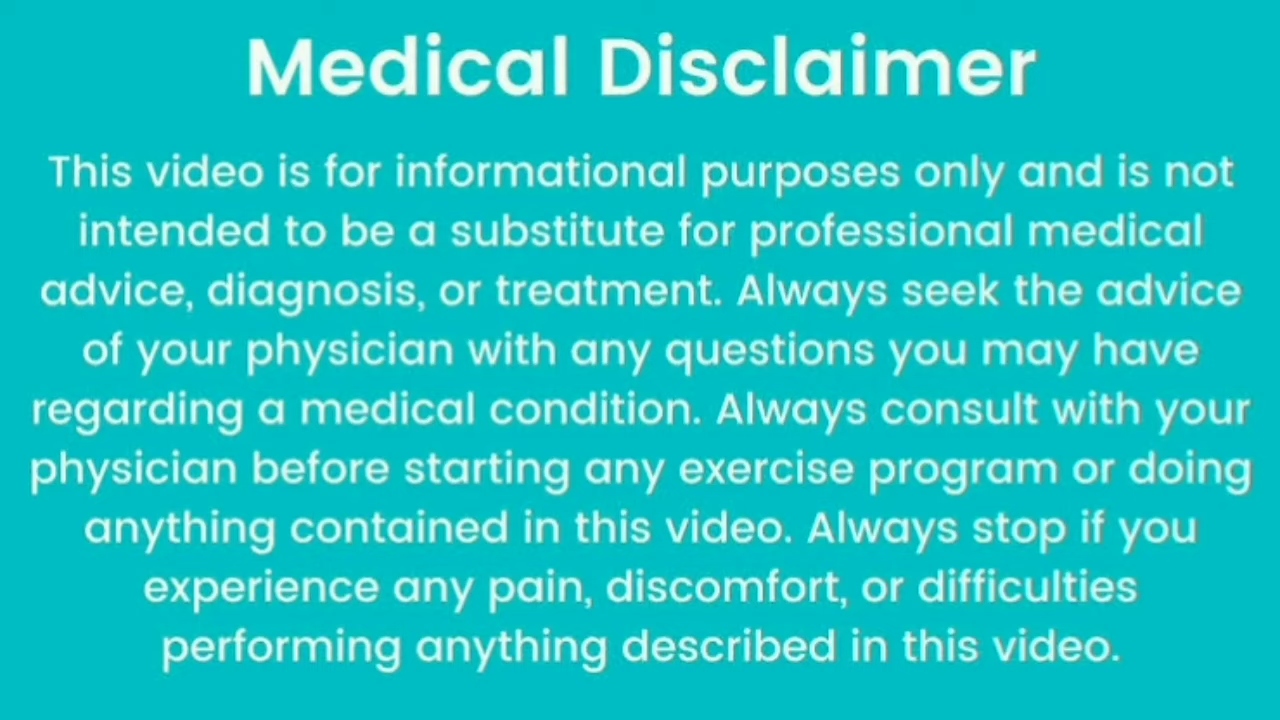 Medical Disclaimer
This video is for informational purposes only and is not
intended to be a substitute for professional medical
advice, diagnosis, or treatment. Always seek the advice
of your physician with any questions you may have
regarding a medical condition. Always consult with your
physician before starting any exercise program or doing
anything contained in this video. Always stop if you
experience any pain, discomfort, or difficulties
performing anything described in this video.